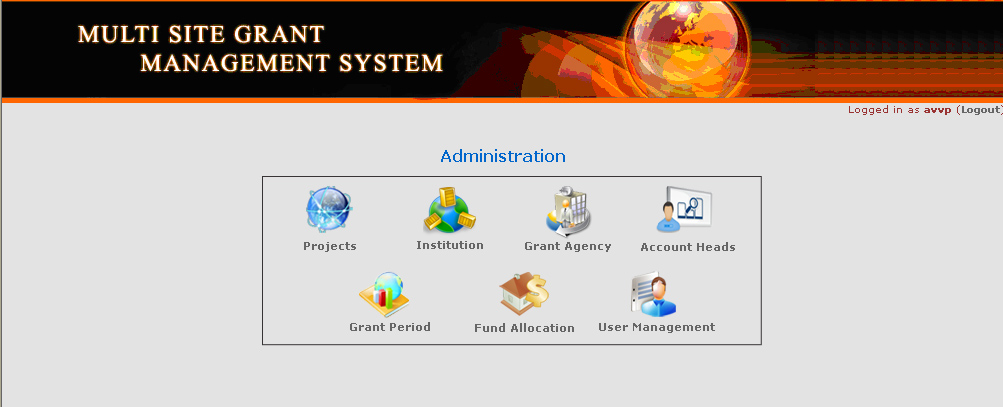 MULTI SITE GRANT
MANAGEMENT SYSTEM
Logged in as avvp (Logout)
Administration
Projects Institution Grant Agency Account Heads
Grant Period Fund Allocation User Management